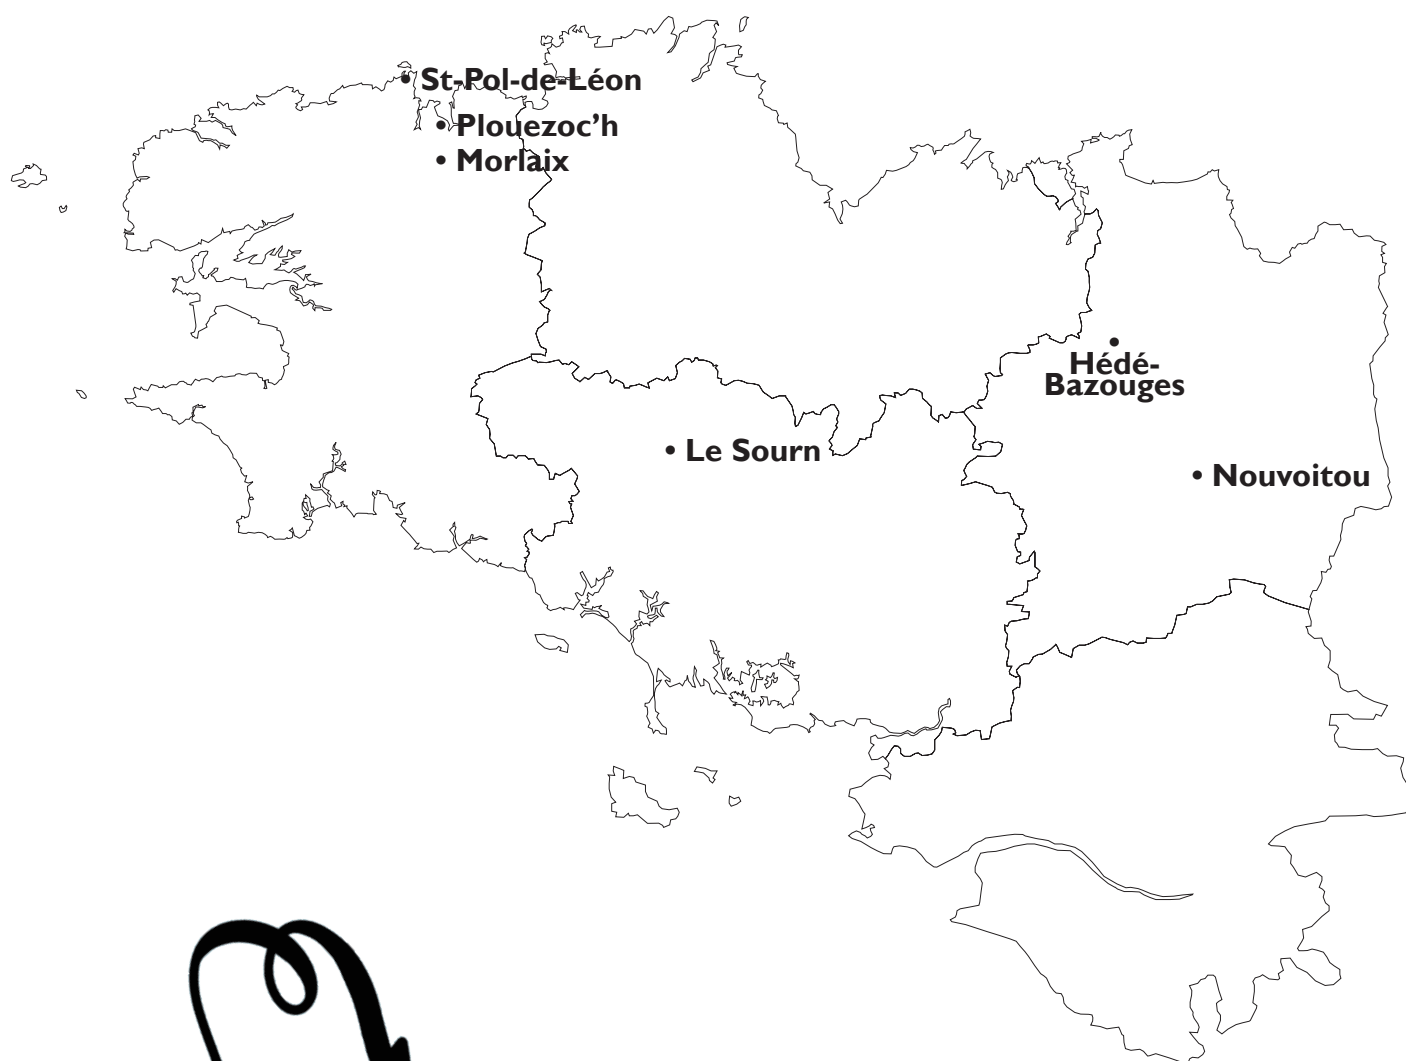 St-Pol-de-Léon
Plouezoc’h
Morlaix
Hédé-
Bazouges
Le Sourn
Nouvoitou